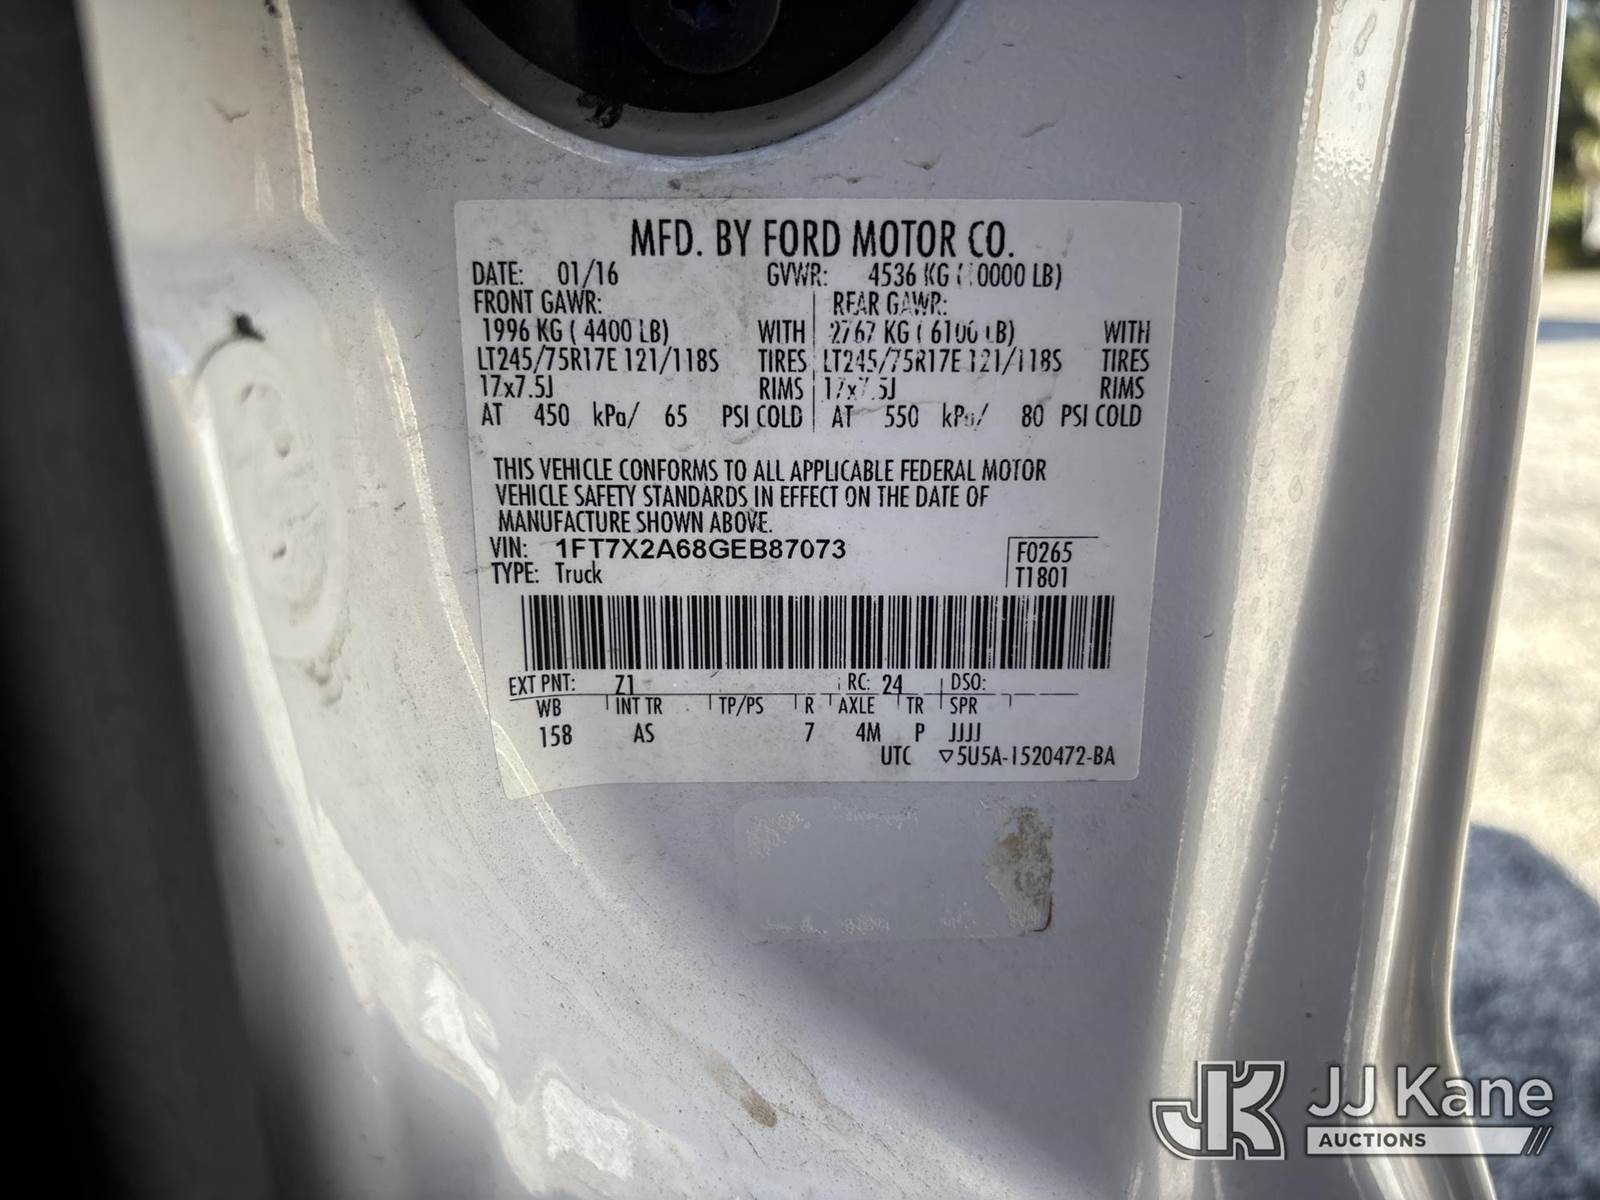 MFD. BY FORD MOTOR CO.
DATE: 01/16 GVWR: 4536 KG (10000 LB)
FRONT GAWR: REAR GAWR:
1996 KG ( 4400 LB) WITH 2767 KG ( 6100 LB) WITH
LT245/75R17E 121/118S TIRES LT245/75R17E 121/118S TIRES
17x7.5J RIMS 17x7.5J RIMS
AT 450 kPa/ 65 PSI COLD AT 550 kPa/ 80 PSI COLD
THIS VEHICLE CONFORMS TO ALL APPLICABLE FEDERAL MOTOR
VEHICLE SAFETY STANDARDS IN EFFECT ON THE DATE OF
MANUFACTURE SHOWN ABOVE.
VIN: 1FT7X2A68GEB87073 F0265
TYPE: Truck T1801
EXT PNT: Z1 RC: 24 DSO:
WB INT TR TP/PS R AXLE TR SPR
158 AS 7 4M P JJJJ
UTC ▽5U5A-1520472-BA
JK JJ Kane
AUCTIONS